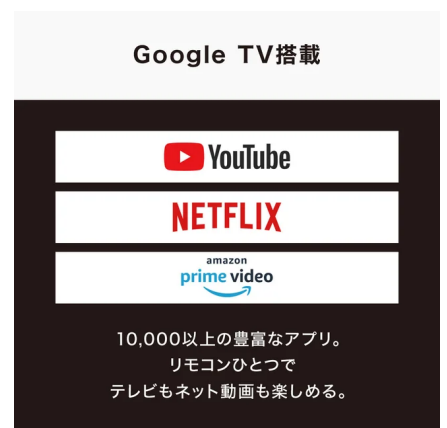 Google TV搭載
YouTube
NETFLIX
amazon
prime video
10,000以上の豊富なアプリ。
リモコンひとつで
テレビもネット動画も楽しめる。